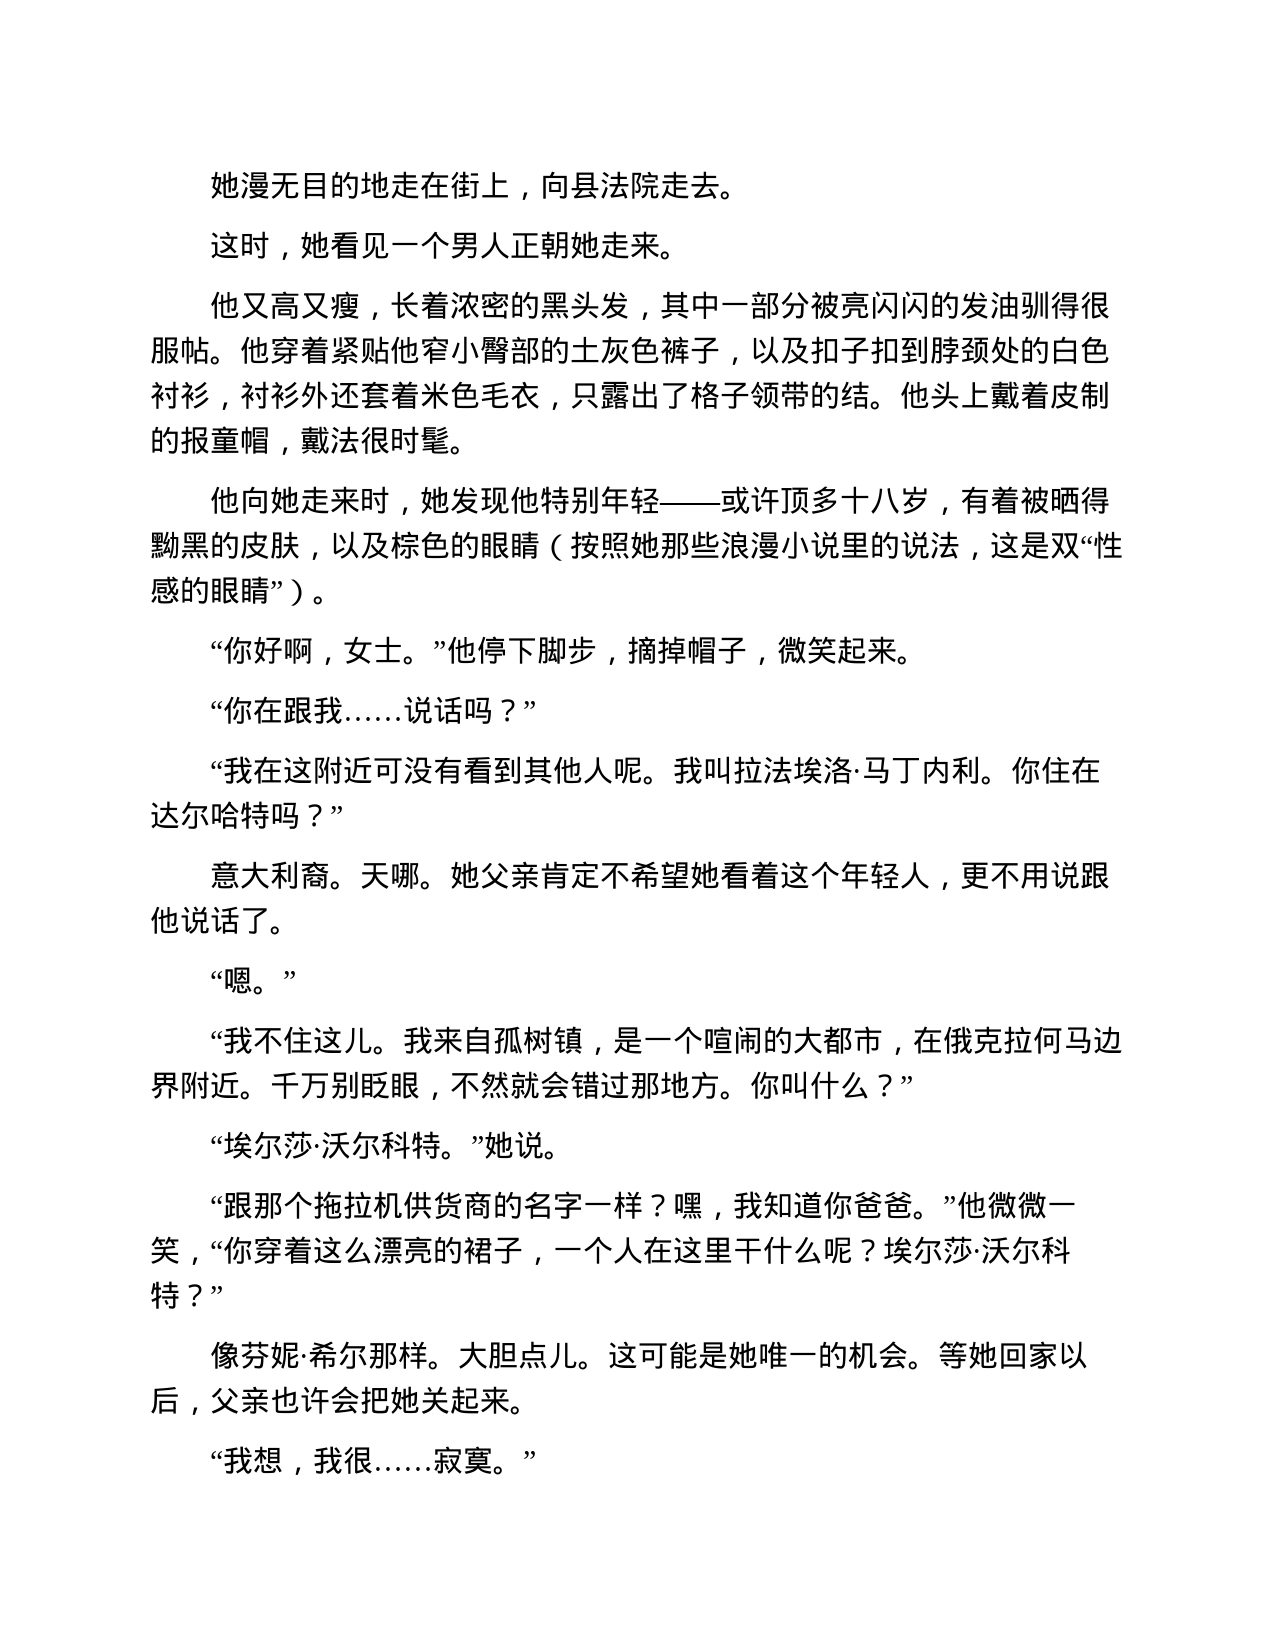 她漫无目的地走在街上，向县法院走去。
这时，她看见一个男人正朝她走来。
他又高又瘦，长着浓密的黑头发，其中一部分被亮闪闪的发油驯得很
服帖。他穿着紧贴他窄小臀部的土灰色裤子，以及扣子扣到脖颈处的白色
衬衫，衬衫外还套着米色毛衣，只露出了格子领带的结。他头上戴着皮制
的报童帽，戴法很时髦。
他向她走来时，她发现他特别年轻——或许顶多十八岁，有着被晒得
黝黑的皮肤，以及棕色的眼睛（按照她那些浪漫小说里的说法，这是双“性
感的眼睛”）。
“你好啊，女士。”他停下脚步，摘掉帽子，微笑起来。
“你在跟我……说话吗？”
“我在这附近可没有看到其他人呢。我叫拉法埃洛·马丁内利。你住在
达尔哈特吗？”
意大利裔。天哪。她父亲肯定不希望她看着这个年轻人，更不用说跟
他说话了。
“嗯。”
“我不住这儿。我来自孤树镇，是一个喧闹的大都市，在俄克拉何马边
界附近。千万别眨眼，不然就会错过那地方。你叫什么？”
“埃尔莎·沃尔科特。”她说。
“跟那个拖拉机供货商的名字一样？嘿，我知道你爸爸。”他微微一
笑，“你穿着这么漂亮的裙子，一个人在这里干什么呢？埃尔莎·沃尔科
特？”
像芬妮·希尔那样。大胆点儿。这可能是她唯一的机会。等她回家以
后，父亲也许会把她关起来。
“我想，我很……寂寞。”